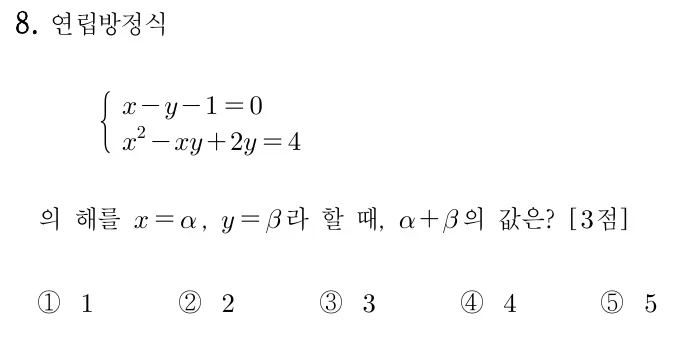 8. 연립방정식
x－y－1＝0
x²－xy＋2y＝4
의 해를 x＝α, y＝β라 할 때, α＋β의 값은? [3점]
① 1 ② 2 ③ 3 ④ 4 ⑤ 5